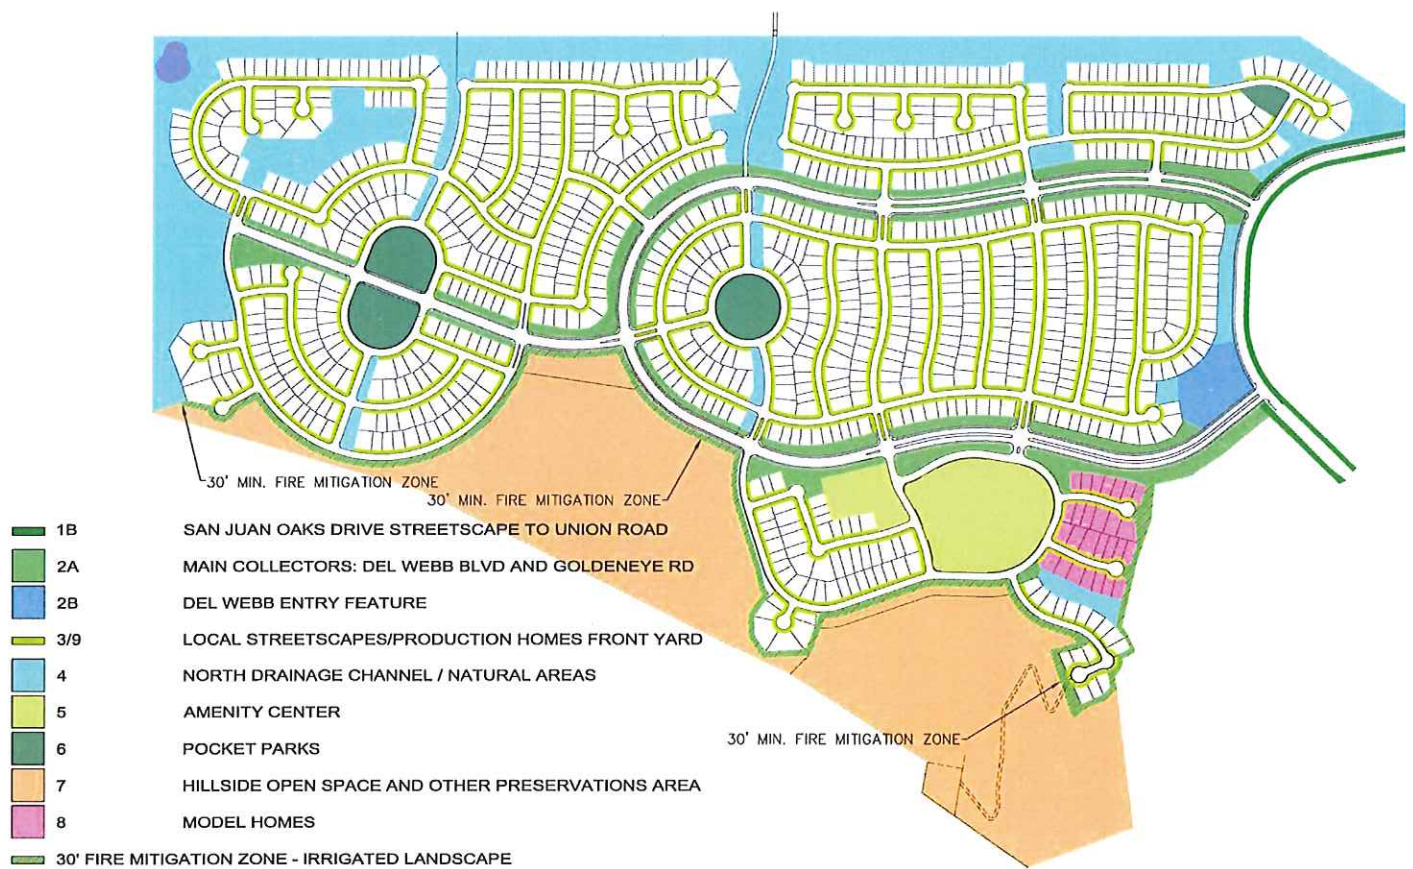 30' MIN. FIRE MITIGATION ZONE
30' MIN. FIRE MITIGATION ZONE
1B SAN JUAN OAKS DRIVE STREETSCAPE TO UNION ROAD
2A MAIN COLLECTORS: DEL WEBB BLVD AND GOLDENEYE RD
2B DEL WEBB ENTRY FEATURE
3/9 LOCAL STREETSCAPES/PRODUCTION HOMES FRONT YARD
4 NORTH DRAINAGE CHANNEL / NATURAL AREAS
5 AMENITY CENTER
6 POCKET PARKS
30' MIN. FIRE MITIGATION ZONE
7 HILLSIDE OPEN SPACE AND OTHER PRESERVATIONS AREA
8 MODEL HOMES
30' FIRE MITIGATION ZONE - IRRIGATED LANDSCAPE